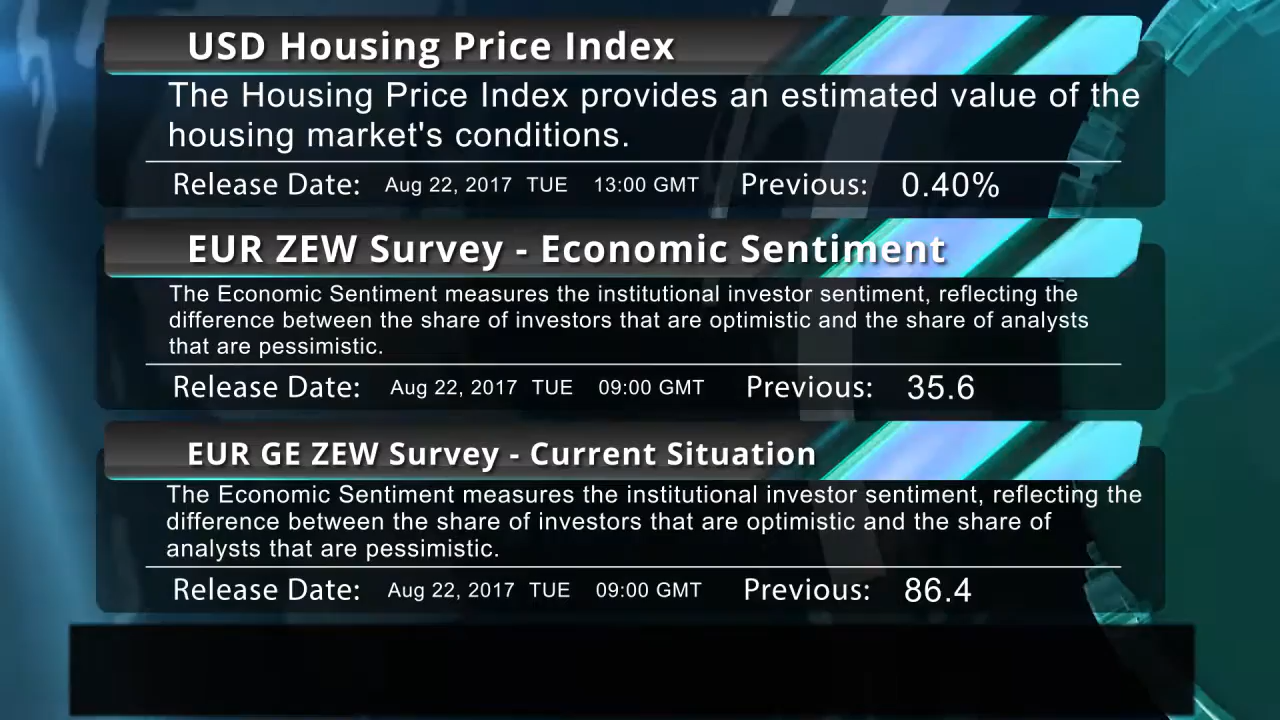 USD Housing Price Index
The Housing Price Index provides an estimated value of the
housing market's conditions.
Release Date: Aug 22, 2017 TUE 13:00 GMT Previous: 0.40%
EUR ZEW Survey - Economic Sentiment
The Economic Sentiment measures the institutional investor sentiment, reflecting the
difference between the share of investors that are optimistic and the share of analysts
that are pessimistic.
Release Date: Aug 22, 2017 TUE 09:00 GMT Previous: 35.6
EUR GE ZEW Survey - Current Situation
The Economic Sentiment measures the institutional investor sentiment, reflecting the
difference between the share of investors that are optimistic and the share of
analysts that are pessimistic.
Release Date: Aug 22, 2017 TUE 09:00 GMT Previous: 86.4